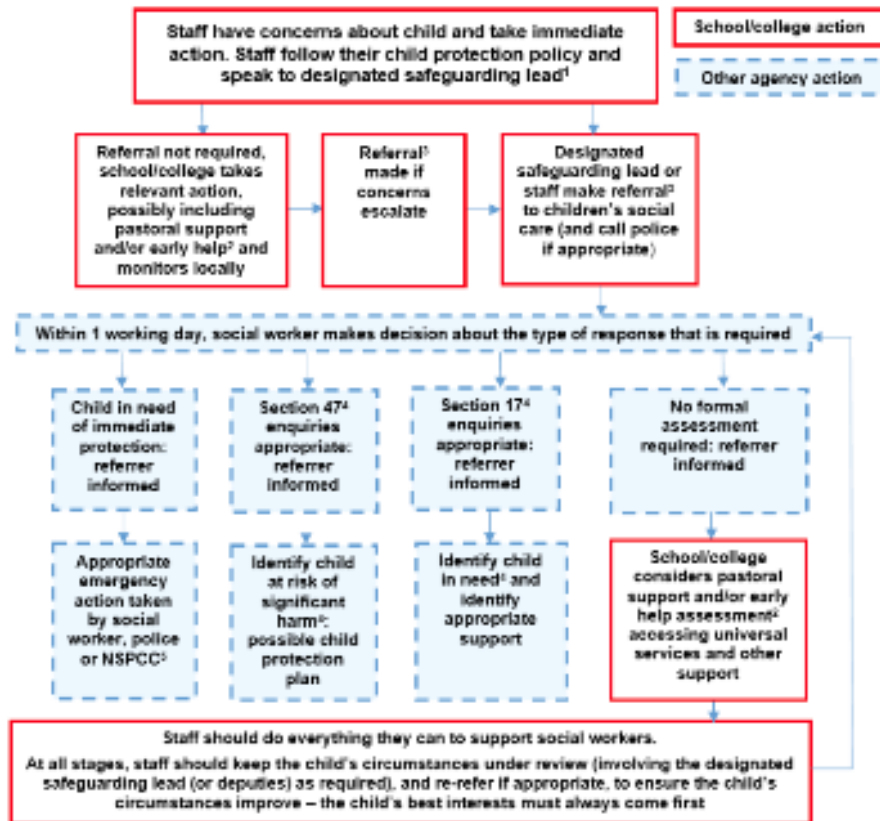 Staff have concerns about child and take immediate
action. Staff follow their child protection policy and
speak to designated safeguarding lead¹
School/college action
Other agency action
Referral not required,
school/college takes
relevant action,
possibly including
pastoral support
and/or early help² and
monitors locally
Referral³
made if
concerns
escalate
Designated
safeguarding lead or
staff make referral³
to children's social
care (and call police
if appropriate)
Within 1 working day, social worker makes decision about the type of response that is required
Child in need
of immediate
protection:
referrer
informed
Section 47⁴
enquiries
appropriate:
referrer
informed
Section 17⁴
enquiries
appropriate:
referrer
informed
No formal
assessment
required: referrer
informed
Appropriate
emergency
action taken
by social
worker, police
or NSPCC⁵
Identify child
at risk of
significant
harm⁴:
possible child
protection
plan
Identify child
in need⁴ and
identify
appropriate
support
School/college
considers pastoral
support and/or early
help assessment²
accessing universal
services and other
support
Staff should do everything they can to support social workers.
At all stages, staff should keep the child's circumstances under review (involving the designated
safeguarding lead (or deputies) as required), and re-refer if appropriate, to ensure the child's
circumstances improve – the child's best interests must always come first